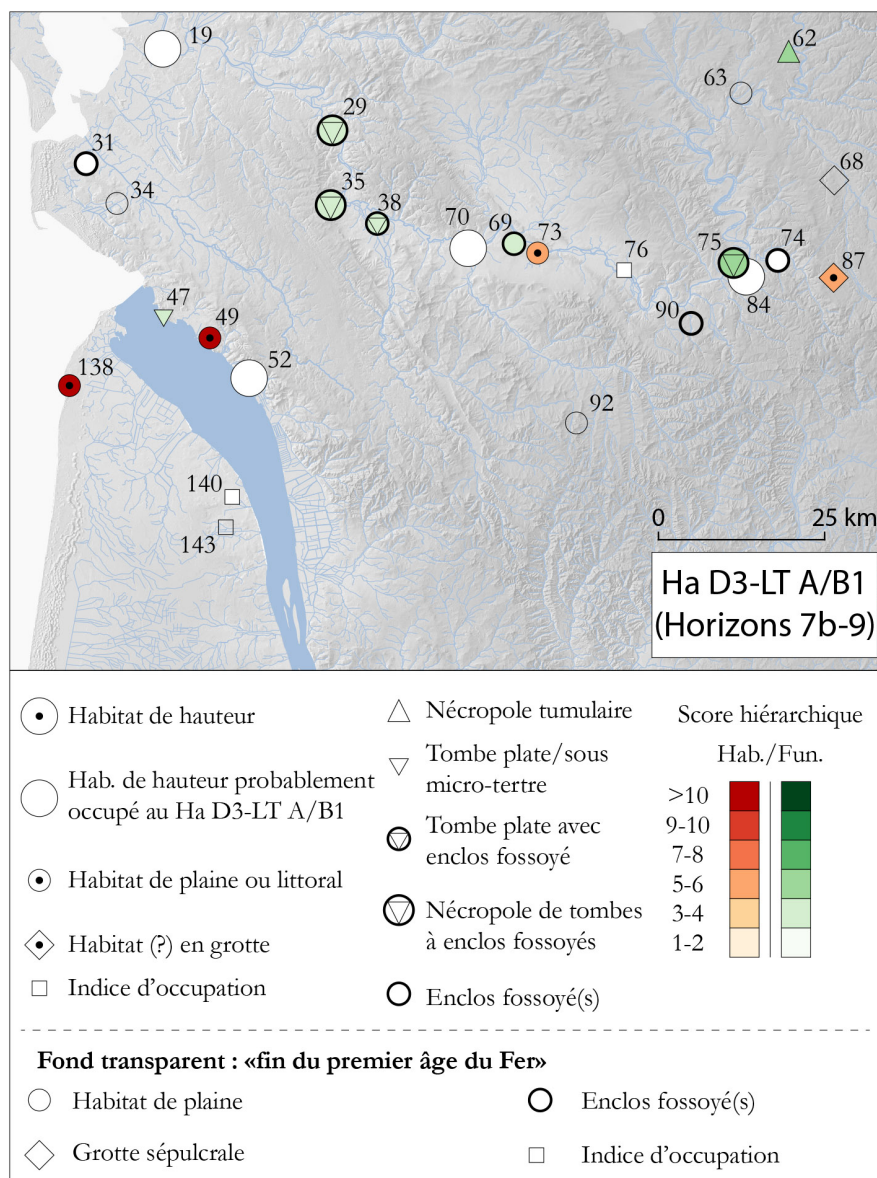 19
62
63
29
31
68
34
35
38
70
69
73
76
75
74
87
47
49
84
90
52
138
92
140
143
0
25 km
Ha D3-LT A/B1
(Horizons 7b-9)
Habitat de hauteur
Hab. de hauteur probablement
occupé au Ha D3-LT A/B1
Habitat de plaine ou littoral
Habitat (?) en grotte
Indice d'occupation
Nécropole tumulaire
Tombe plate/sous
micro-tertre
Tombe plate avec
enclos fossoyé
Nécropole de tombes
à enclos fossoyés
Enclos fossoyé(s)
Score hiérarchique
Hab./Fun.
>10
9-10
7-8
5-6
3-4
1-2
Fond transparent : «fin du premier âge du Fer»
Habitat de plaine
Grotte sépulcrale
Enclos fossoyé(s)
Indice d'occupation